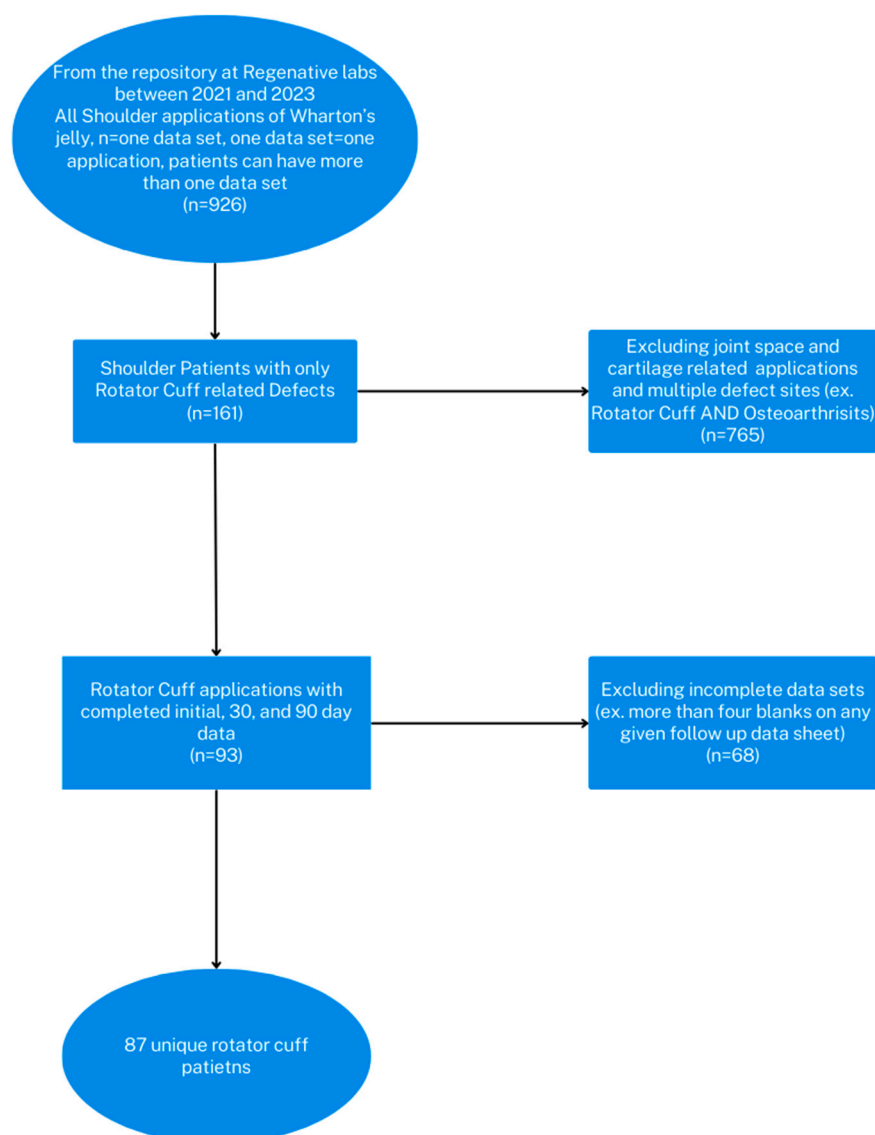 From the repository at Regenative labs
between 2021 and 2023
All Shoulder applications of Wharton's
jelly, n=one data set, one data set=one
application, patients can have more
than one data set
(n=926)
Shoulder Patients with only
Rotator Cuff related Defects
(n=161)
Excluding joint space and
cartilage related applications
and multiple defect sites (ex.
Rotator Cuff AND Osteoarthrisits)
(n=765)
Rotator Cuff applications with
completed initial, 30, and 90 day
data
(n=93)
Excluding incomplete data sets
(ex. more than four blanks on any
given follow up data sheet)
(n=68)
87 unique rotator cuff
patietns